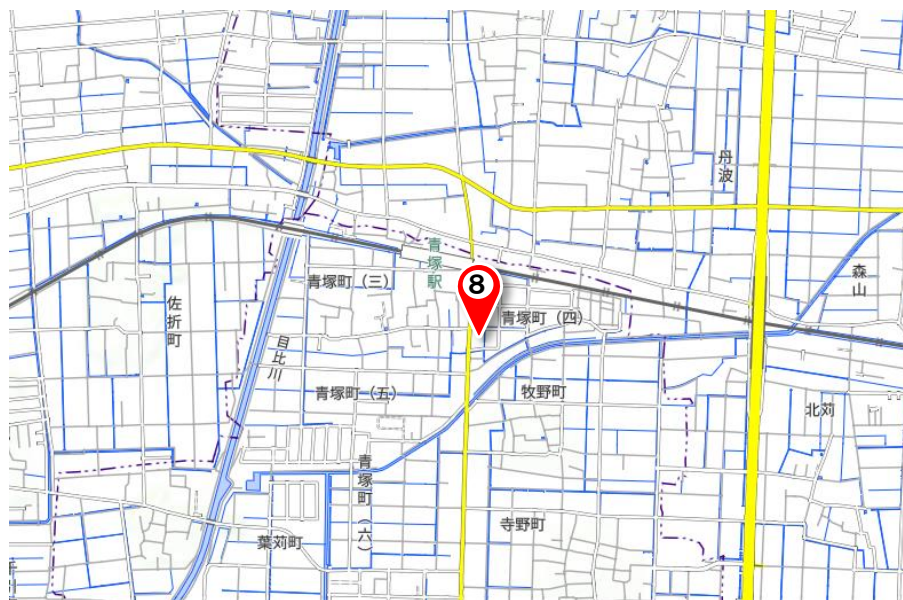 丹波
青塚駅
森山
青塚町（三）
8
佐折町
青塚町（四）
目比川
青塚町（五）
牧野町
北苅
青塚町（六）
寺野町
葉苅町